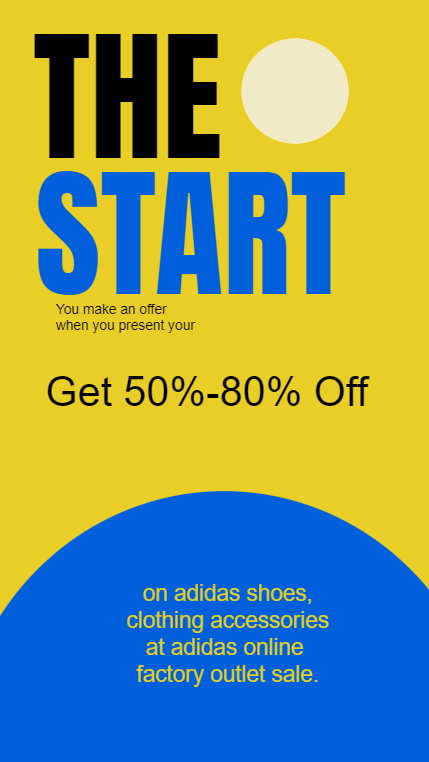 THE
START
You make an offer
when you present your
Get 50%-80% Off
on adidas shoes,
clothing accessories
at adidas online
factory outlet sale.